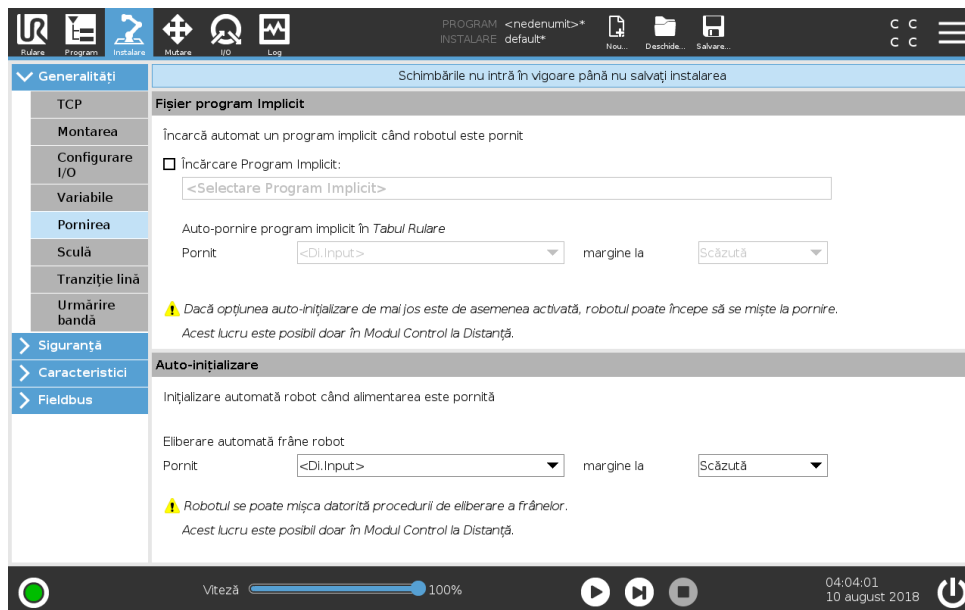 PROGRAM <nedenumit>*
INSTALARE default*
C C
C C
Rulare Program Instalare Mutare I/O Log Nou... Deschide... Salvare...
Generalități
TCP
Montarea
Configurare
I/O
Variabile
Pornirea
Sculă
Tranziție lină
Urmărire
bandă
Siguranță
Caracteristici
Fieldbus
Schimbările nu intră în vigoare până nu salvați instalarea
Fișier program Implicit
Încarcă automat un program implicit când robotul este pornit
Încărcare Program Implicit:
<Selectare Program Implicit>
Auto-pornire program implicit în Tabul Rulare
Pornit <Di.Input> margine la Scăzută
Dacă opțiunea auto-inițializare de mai jos este de asemenea activată, robotul poate începe să se miște la pornire.
Acest lucru este posibil doar în Modul Control la Distanță.
Auto-inițializare
Inițializare automată robot când alimentarea este pornită
Eliberare automată frâne robot
Pornit <Di.Input> margine la Scăzută
Robotul se poate mișca datorită procedurii de eliberare a frânelor.
Acest lucru este posibil doar în Modul Control la Distanță.
Viteză 100%
04:04:01
10 august 2018